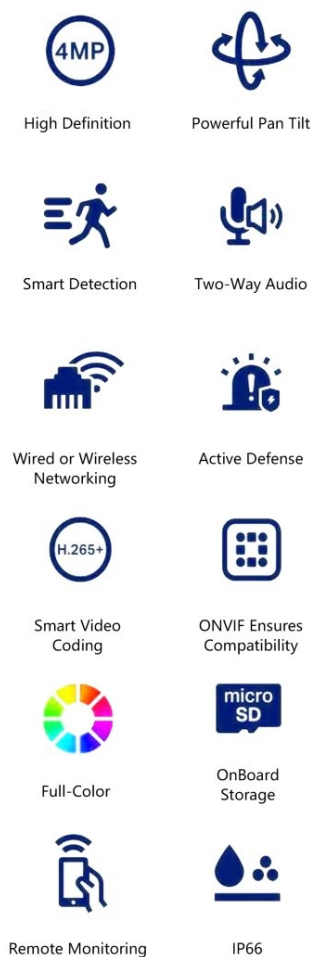 4MP
High Definition
Powerful Pan Tilt
Smart Detection
Two-Way Audio
Wired or Wireless
Networking
Active Defense
H.265+
Smart Video
Coding
ONVIF Ensures
Compatibility
Full-Color
micro
SD
OnBoard
Storage
Remote Monitoring
IP66